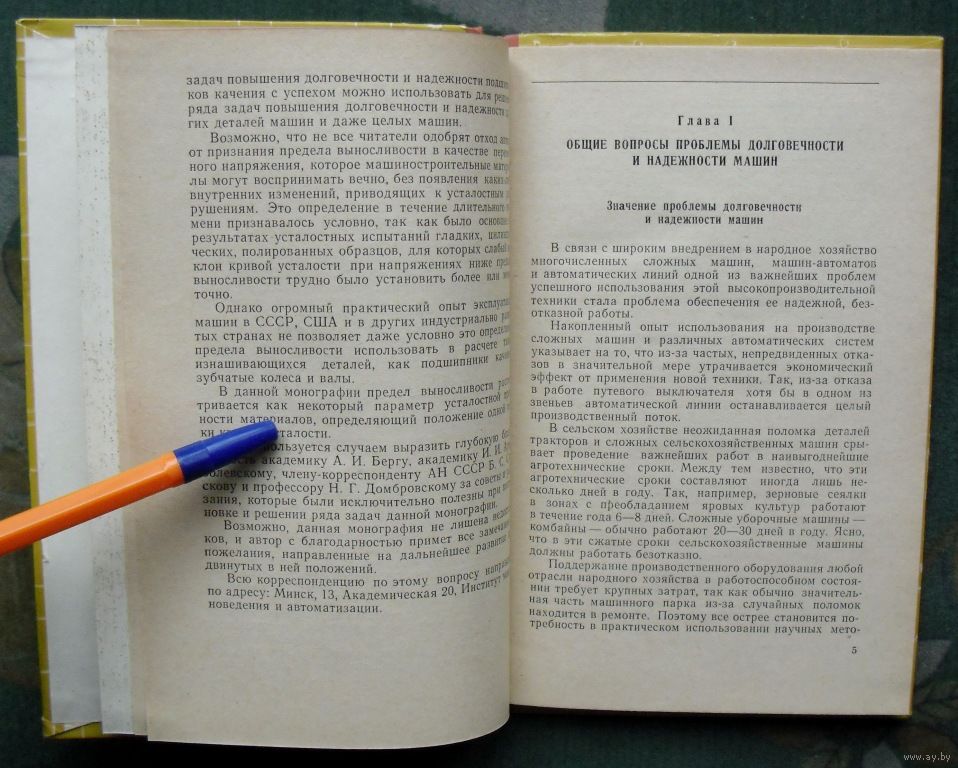 задач повышения долговечности и надежности
ков качения с успехом можно использовать для
ряда задач повышения долговечности и надежности
гих деталей машин и даже целых машин.
Возможно, что не все читатели одобрят отход
от признания предела выносливости в качестве
ного напряжения, которое машиностроительные
лы могут воспринимать вечно, без появления
внутренних изменений, приводящих к усталостным
рушениям. Это определение в течение длительного
мени признавалось условно, так как было
результатах усталостных испытаний гладких,
ческих, полированных образцов, для которых слабый
клон кривой усталости при напряжениях ниже
выносливости трудно было установить более или
точно.
Однако огромный практический опыт
машин в СССР, США и в других индустриально
тых странах не позволяет даже условно это
предела выносливости использовать в расчете
изнашивающихся деталей, как подшипники
зубчатые колеса и валы.
В данной монографии предел выносливости
тривается как некоторый параметр усталостной
ности материалов, определяющий положение одной
ки усталости.
пользуется случаем выразить глубокую
академику А. И. Бергу, академику И. И.
члену-корреспонденту АН СССР Б. С.
скову и профессору Н. Г. Домбровскому за советы и
зания, которые были исключительно полезны при
новке и решении ряда задач данной монографии.
Возможно, данная монография не лишена
ков, и автор с благодарностью примет все
пожелания, направленные на дальнейшее развитие
двинутых в ней положений.
Всю корреспонденцию по этому вопросу
по адресу: Минск, 13, Академическая 20, Институт
новедения и автоматизации.
Глава I
ОБЩИЕ ВОПРОСЫ ПРОБЛЕМЫ ДОЛГОВЕЧНОСТИ
И НАДЕЖНОСТИ МАШИН
Значение проблемы долговечности
и надежности машин
В связи с широким внедрением в народное хозяйство
многочисленных сложных машин, машин-автоматов
и автоматических линий одной из важнейших проблем
успешного использования этой высокопроизводительной
техники стала проблема обеспечения ее надежной, без-
отказной работы.
Накопленный опыт использования на производстве
сложных машин и различных автоматических систем
указывает на то, что из-за частых, непредвиденных отка-
зов в значительной мере утрачивается экономический
эффект от применения новой техники. Так, из-за отказа
в работе путевого выключателя хотя бы в одном из
звеньев автоматической линии останавливается целый
производственный поток.
В сельском хозяйстве неожиданная поломка деталей
тракторов и сложных сельскохозяйственных машин сры-
вает проведение важнейших работ в наивыгоднейшие
агротехнические сроки. Между тем известно, что эти
агротехнические сроки составляют иногда лишь не-
сколько дней в году. Так, например, зерновые сеялки
в зонах с преобладанием яровых культур работают
в течение года 6—8 дней. Сложные уборочные машины —
комбайны — обычно работают 20—30 дней в году. Ясно,
что в эти сжатые сроки сельскохозяйственные машины
должны работать безотказно.
Поддержание производственного оборудования любой
отрасли народного хозяйства в работоспособном состоя-
нии требует крупных затрат, так как обычно значитель-
ная часть машинного парка из-за случайных поломок
находится в ремонте. Поэтому все острее становится по-
требность в практическом использовании научных мето-
5
www.ay.by